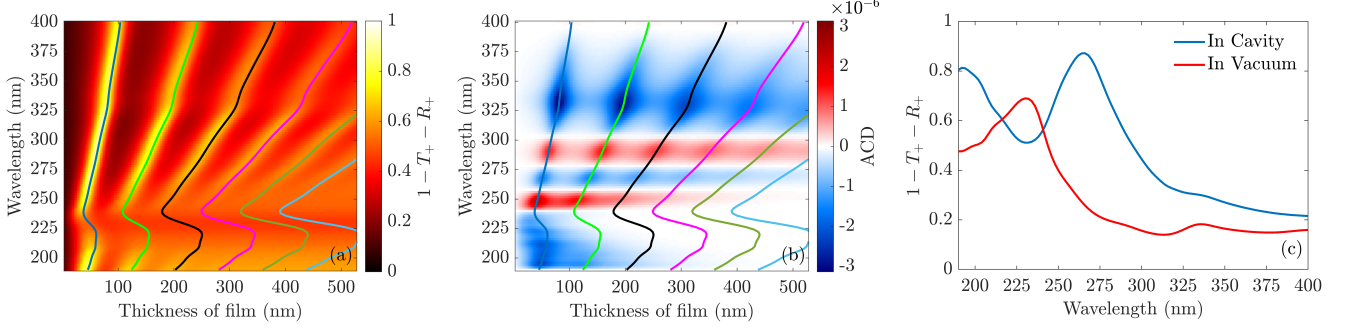 400
375
350
325
300
275
250
225
200
Wavelength (nm)
100 200 300 400 500
Thickness of film (nm)
(a)
1
0.8
0.6
0.4
0.2
0
1 − T+ − R+
400
375
350
325
300
275
250
225
200
Wavelength (nm)
100 200 300 400 500
Thickness of film (nm)
(b)
×10⁻⁶
3
2
1
0
-1
-2
-3
ACD
1
0.8
0.6
0.4
0.2
0
1 − T+ − R+
200 225 250 275 300 325 350 375 400
Wavelength (nm)
In Cavity
In Vacuum
(c)